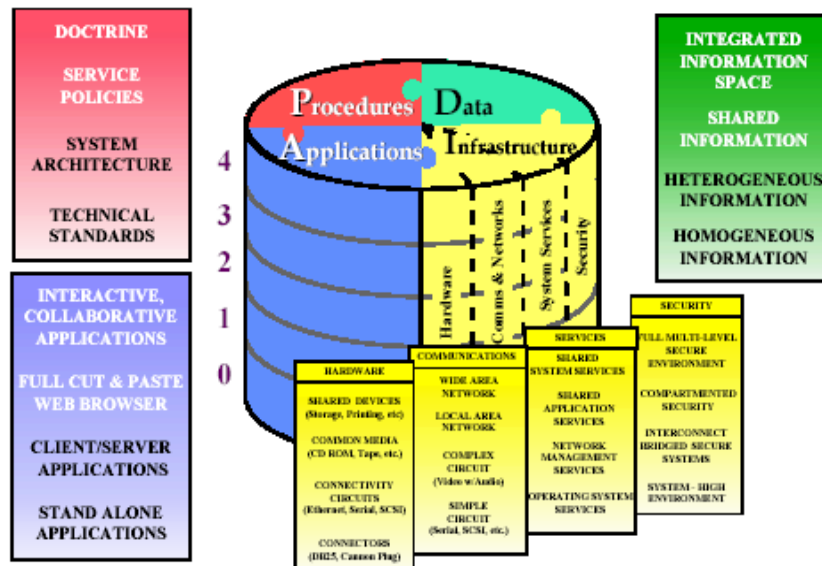 DOCTRINE
SERVICE
POLICIES
SYSTEM
ARCHITECTURE
TECHNICAL
STANDARDS
INTERACTIVE,
COLLABORATIVE
APPLICATIONS
FULL CUT & PASTE
WEB BROWSER
CLIENT/SERVER
APPLICATIONS
STAND ALONE
APPLICATIONS
4
3
2
1
0
Procedures
Data
Applications
Infrastructure
Hardware
Comms & Networks
System Services
Security
INTEGRATED
INFORMATION
SPACE
SHARED
INFORMATION
HETEROGENEOUS
INFORMATION
HOMOGENEOUS
INFORMATION
HARDWARE
SHARED DEVICES
(Storage, Printing, etc)
COMMON MEDIA
(CD ROM, Tape, etc.)
CONNECTIVITY
CIRCUITS
(Ethernet, Serial, SCSI)
CONNECTORS
(DB25, Cannon Plug)
COMMUNICATIONS
WIDE AREA
NETWORK
LOCAL AREA
NETWORK
COMPLEX
CIRCUIT
(Video w/Audio)
SIMPLE
CIRCUIT
(Serial, SCSI, etc.)
SERVICES
SHARED
SYSTEM SERVICES
SHARED
APPLICATION
SERVICES
NETWORK
MANAGEMENT
SERVICES
OPERATING SYSTEM
SERVICES
SECURITY
FULL MULTI-LEVEL
SECURE
ENVIRONMENT
COMPARTMENTED
SECURITY
INTERCONNECT
BRIDGED SECURE
SYSTEMS
SYSTEM - HIGH
ENVIRONMENT